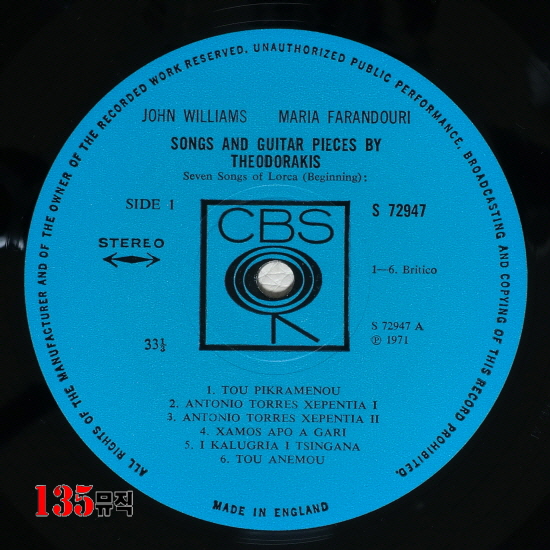 ALL RIGHTS OF THE MANUFACTURER AND OF THE OWNER OF THE RECORDED WORK RESERVED. UNAUTHORIZED PUBLIC PERFORMANCE, BROADCASTING AND COPYING OF THIS RECORD PROHIBITED.
JOHN WILLIAMS MARIA FARANDOURI
SONGS AND GUITAR PIECES BY
THEODORAKIS
Seven Songs of Lorca (Beginning):
SIDE 1
S 72947
CBS
STEREO
1—6. Britico
S 72947 A
℗ 1971
33⅓
1. TOU PIKRAMENOU
2. ANTONIO TORRES XEPENTIA I
3. ANTONIO TORRES XEPENTIA II
4. XAMOS APO A GARI
5. I KALUGRIA I TSINGANA
6. TOU ANEMOU
MADE IN ENGLAND
135뮤직